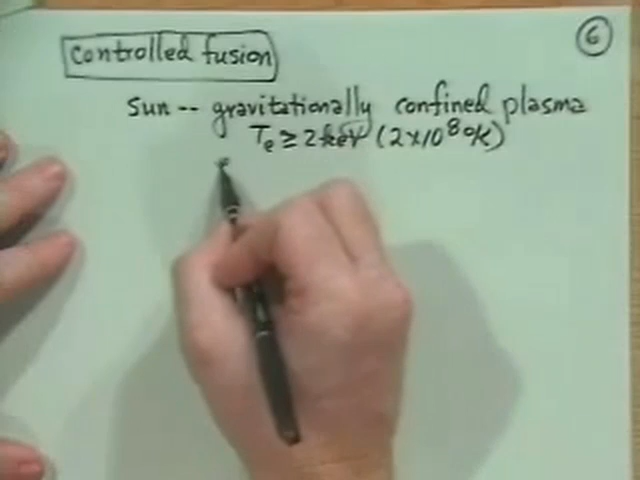 6
controlled fusion
sun -- gravitationally confined plasma
Te ≥ 2 keV (2x10⁸ °K)